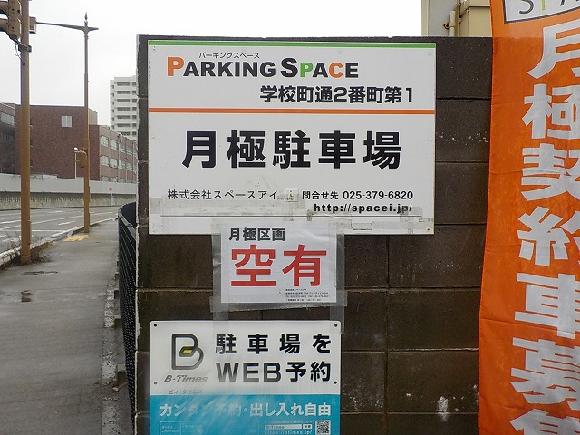 パーキングスペース
PARKING SPACE
学校町通2番町第1
月極駐車場
株式会社スペースアイ 問合せ先 025-379-6820
http://spacei.jp/
月極区画
空有
B-Times
駐車場を
WEB予約
カンタン予約・出し入れ自由
月極契約車募集